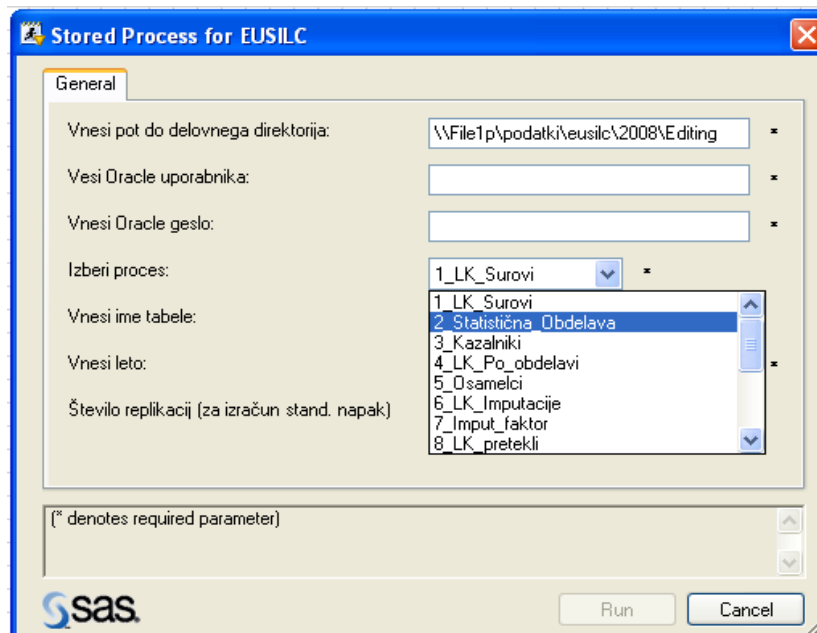 Stored Process for EUSILC
General
Vnesi pot do delovnega direktorija: \\File1p\podatki\eusilc\2008\Editing *
Vesi Oracle uporabnika: *
Vnesi Oracle geslo: *
Izberi proces: 1_LK_Surovi *
1_LK_Surovi
Vnesi ime tabele: 2_Statistična_Obdelava
3_Kazalniki
Vnesi leto: 4_LK_Po_obdelavi *
5_Osamelci
Število replikacij (za izračun stand. napak) 6_LK_Imputacije
7_Imput_faktor
8_LK_pretekli
(* denotes required parameter)
sas.
Run Cancel